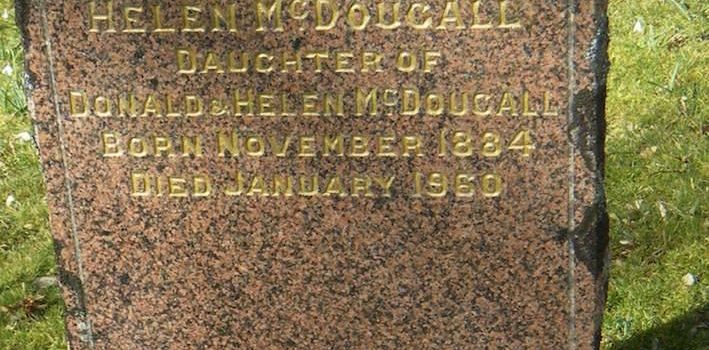 HELEN McDOUGALL
DAUGHTER OF
DONALD & HELEN McDOUGALL
BORN NOVEMBER 1884
DIED JANUARY 1960